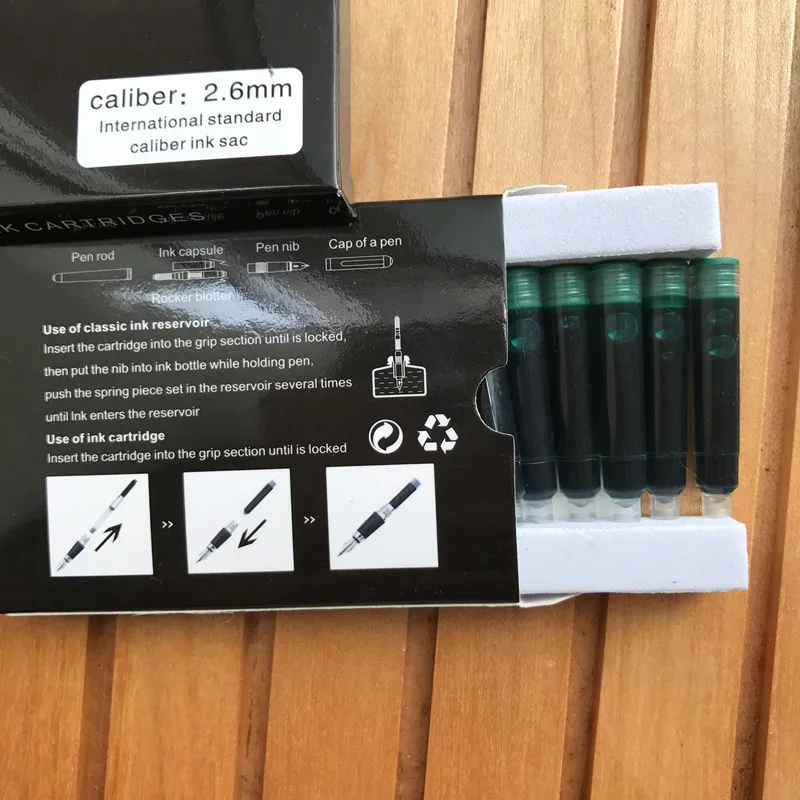 caliber: 2.6mm
International standard
caliber ink sac
K CARTRIDGES
Pen rod
Ink capsule
Pen nib
Cap of a pen
Rocker blotter
Use of classic ink reservoir
Insert the cartridge into the grip section until is locked,
then put the nib into ink bottle while holding pen,
push the spring piece set in the reservoir several times
until Ink enters the reservoir
Use of ink cartridge
Insert the cartridge into the grip section until is locked
>>
>>